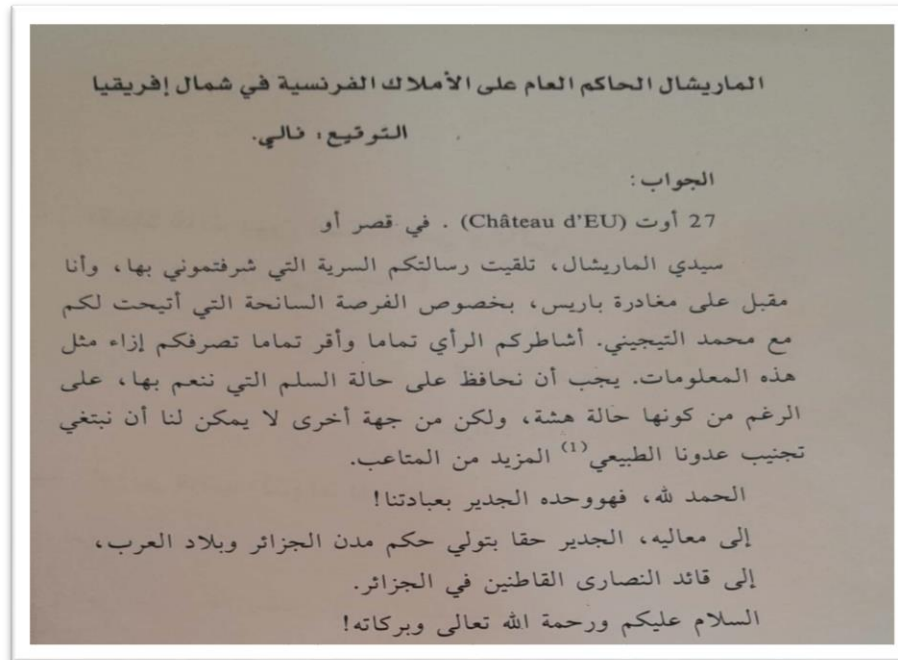 الماريشال الحاكم العام على الأملاك الفرنسية في شمال إفريقيا
التوقيع، فالي.
الجواب:
27 أوت (Château d'EU) . في قصر أو
سيدي الماريشال، تلقيت رسالتكم السرية التي شرفتموني بها، وأنا
مقبل على مغادرة باريس، بخصوص الفرصة السانحة التي أتيحت لكم
مع محمد التيجيني. أشاطركم الرأي تماما وأقر تماما تصرفكم إزاء مثل
هذه المعلومات. يجب أن نحافظ على حالة السلم التي ننعم بها، على
الرغم من كونها حالة هشة، ولكن من جهة أخرى لا يمكن لنا أن نبتغي
تجنيب عدونا الطبيعي(1) المزيد من المتاعب.
الحمد لله، فهووحده الجدير بعبادتنا!
إلى معاليه، الجدير حقا بتولي حكم مدن الجزائر وبلاد العرب،
إلى قائد النصارى القاطنين في الجزائر.
السلام عليكم ورحمة الله تعالى وبركاته!